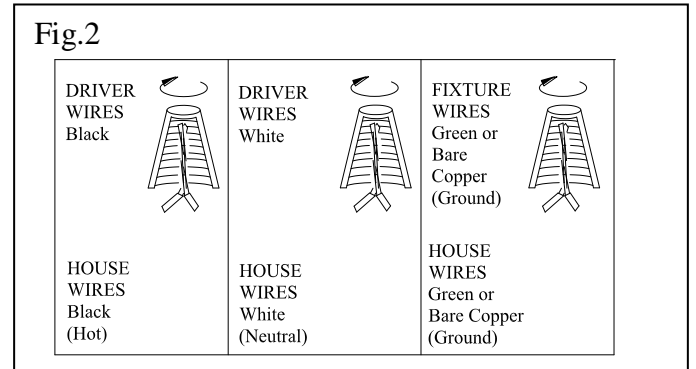 Fig.2
DRIVER
WIRES
Black
HOUSE
WIRES
Black
(Hot)
DRIVER
WIRES
White
HOUSE
WIRES
White
(Neutral)
FIXTURE
WIRES
Green or
Bare
Copper
(Ground)
HOUSE
WIRES
Green or
Bare Copper
(Ground)